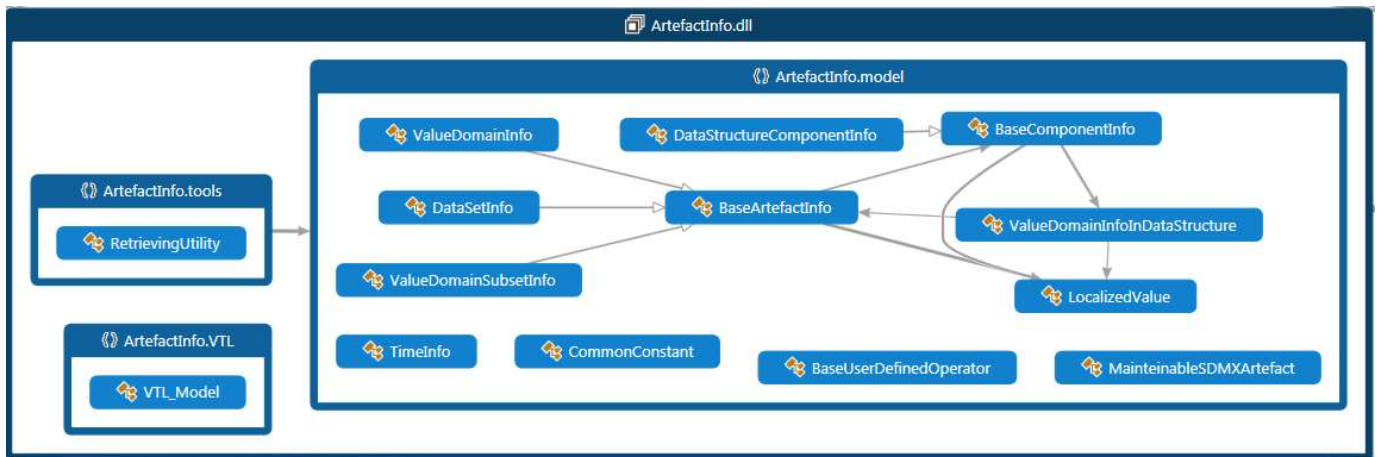 ArtefactInfo.dll
ArtefactInfo.model
ValueDomainInfo
DataStructureComponentInfo
BaseComponentInfo
ArtefactInfo.tools
DataSetInfo
BaseArtefactInfo
ValueDomainInfoInDataStructure
RetrievingUtility
ValueDomainSubsetInfo
LocalizedValue
ArtefactInfo.VTL
TimeInfo
CommonConstant
BaseUserDefinedOperator
MainteinableSDMXArtefact
VTL_Model